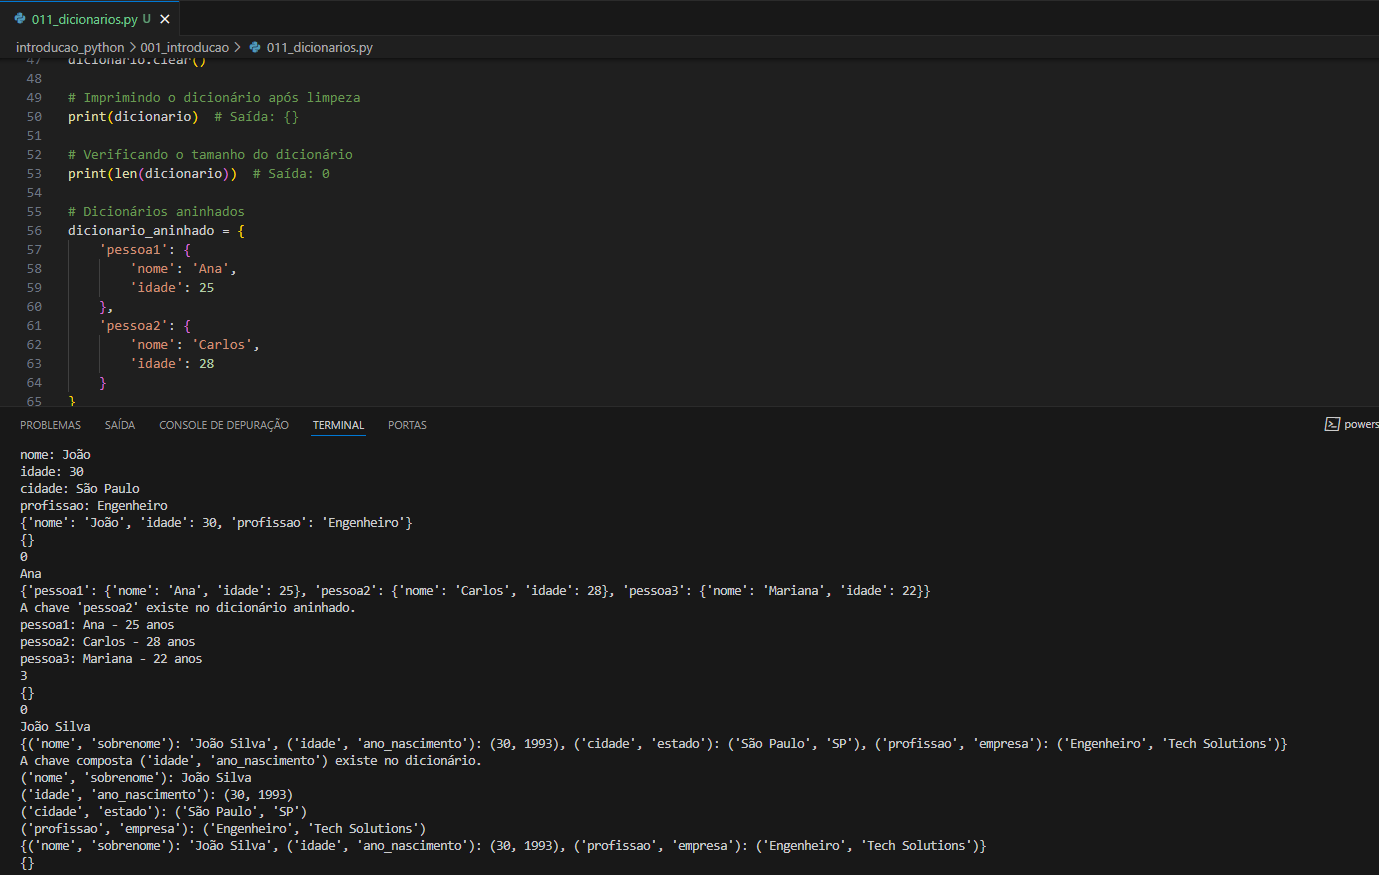 011_dicionarios.py U ×
introducao_python > 001_introducao > 011_dicionarios.py
47 dicionario.clear()
48
49 # Imprimindo o dicionário após limpeza
50 print(dicionario)  # Saída: {}
51
52 # Verificando o tamanho do dicionário
53 print(len(dicionario))  # Saída: 0
54
55 # Dicionários aninhados
56 dicionario_aninhado = {
57     'pessoa1': {
58         'nome': 'Ana',
59         'idade': 25
60     },
61     'pessoa2': {
62         'nome': 'Carlos',
63         'idade': 28
64     }
65 }
PROBLEMAS SAÍDA CONSOLE DE DEPURAÇÃO TERMINAL PORTAS powers
nome: João
idade: 30
cidade: São Paulo
profissao: Engenheiro
{'nome': 'João', 'idade': 30, 'profissao': 'Engenheiro'}
{}
0
Ana
{'pessoa1': {'nome': 'Ana', 'idade': 25}, 'pessoa2': {'nome': 'Carlos', 'idade': 28}, 'pessoa3': {'nome': 'Mariana', 'idade': 22}}
A chave 'pessoa2' existe no dicionário aninhado.
pessoa1: Ana - 25 anos
pessoa2: Carlos - 28 anos
pessoa3: Mariana - 22 anos
3
{}
0
João Silva
{('nome', 'sobrenome'): 'João Silva', ('idade', 'ano_nascimento'): (30, 1993), ('cidade', 'estado'): ('São Paulo', 'SP'), ('profissao', 'empresa'): ('Engenheiro', 'Tech Solutions')}
A chave composta ('idade', 'ano_nascimento') existe no dicionário.
('nome', 'sobrenome'): João Silva
('idade', 'ano_nascimento'): (30, 1993)
('cidade', 'estado'): ('São Paulo', 'SP')
('profissao', 'empresa'): ('Engenheiro', 'Tech Solutions')
{('nome', 'sobrenome'): 'João Silva', ('idade', 'ano_nascimento'): (30, 1993), ('profissao', 'empresa'): ('Engenheiro', 'Tech Solutions')}
{}